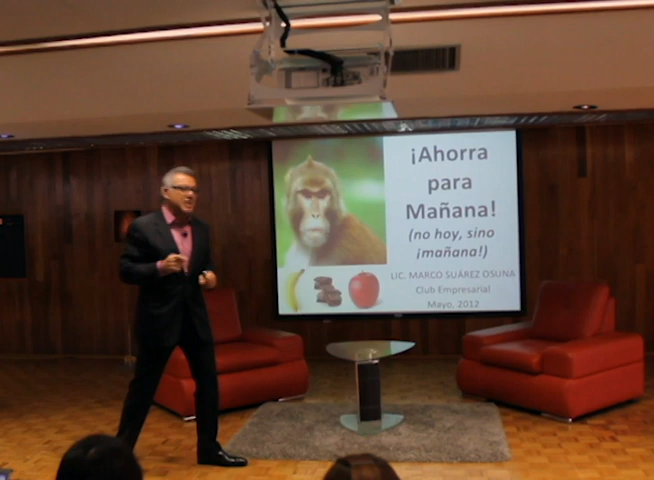 ¡Ahorra
para
Mañana!
(no hoy, sino
¡mañana!)
LIC. MARCO SUÁREZ OSUNA
Club Empresarial
Mayo, 2012